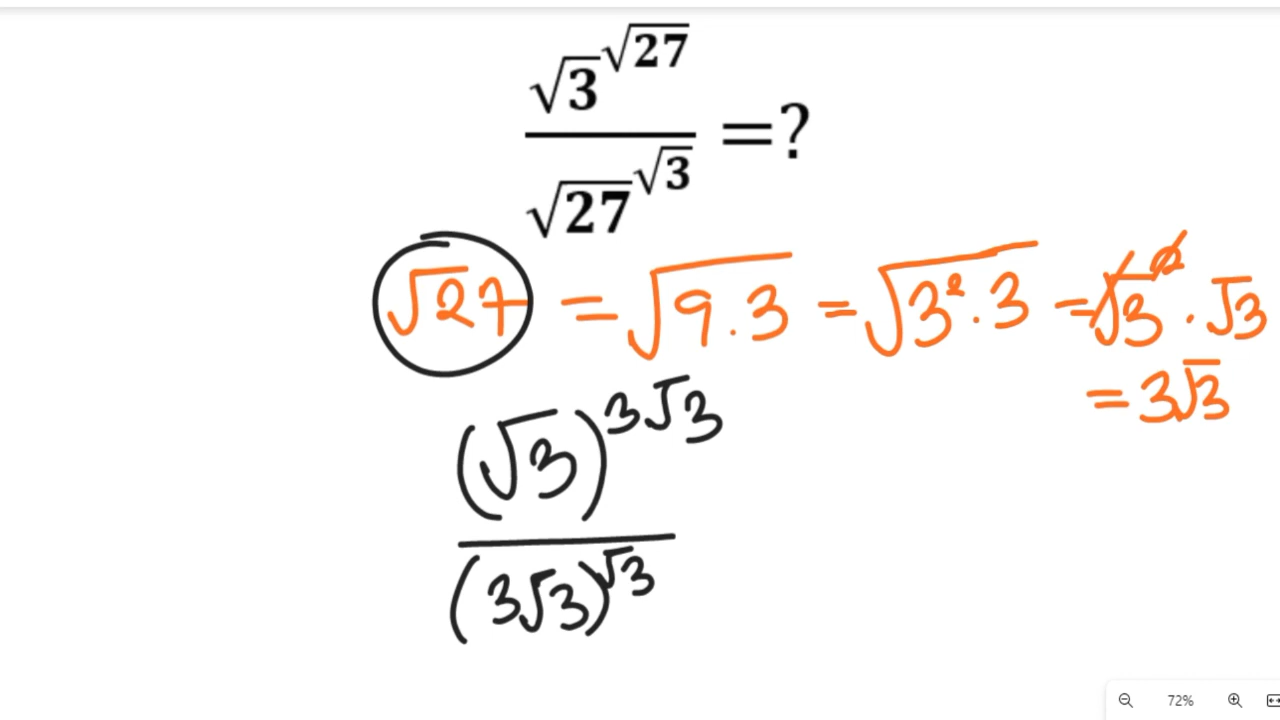 √3^√27
/ √27^√3 =?
√27 = √9.3 = √3².3 = √3² . √3
= 3√3
(√3)^3√3
/ (3√3)^√3
72%